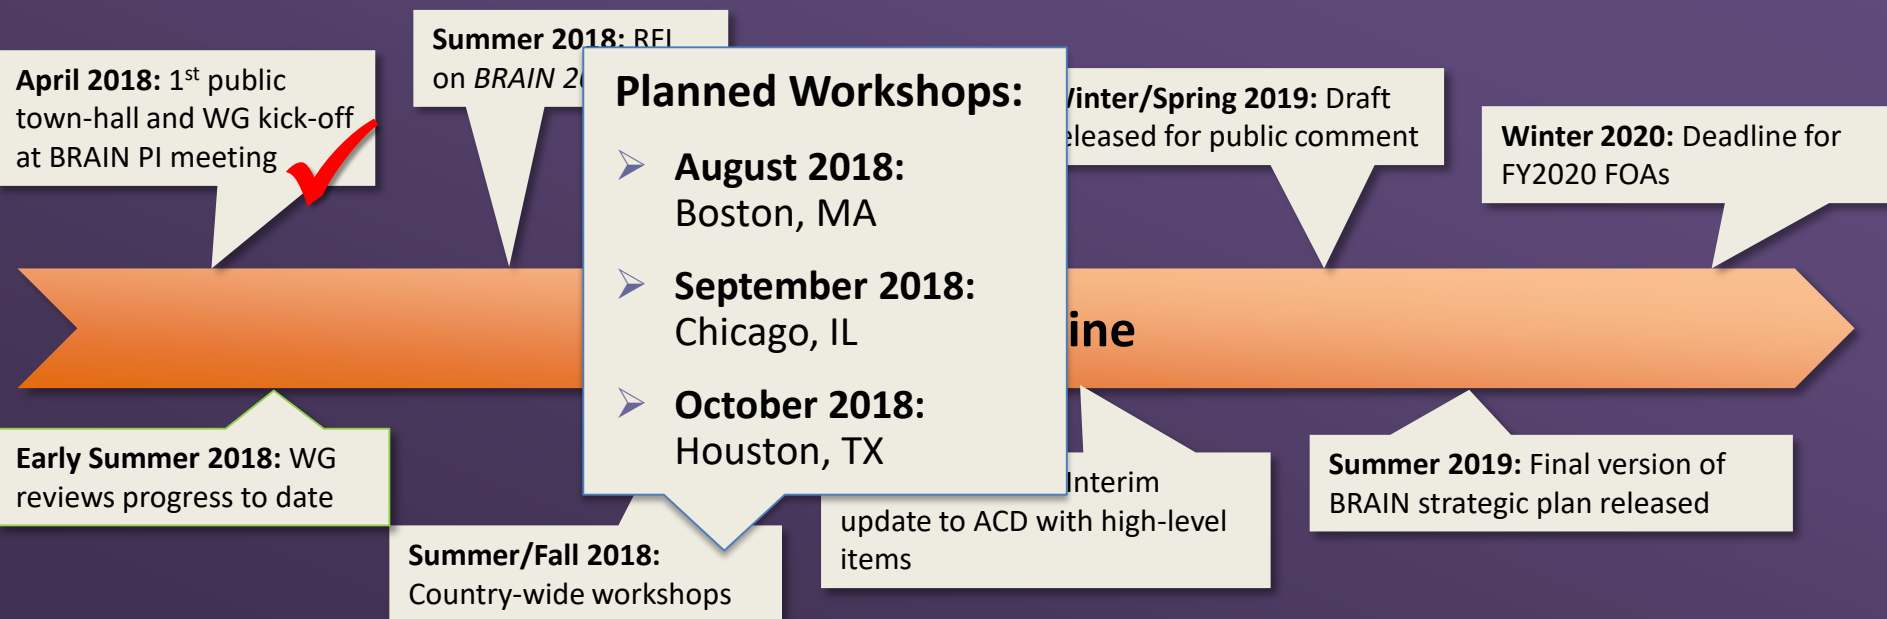 April 2018: 1st public
town-hall and WG kick-off
at BRAIN PI meeting
Summer 2018: RFI
on BRAIN
Planned Workshops:
August 2018:
Boston, MA
September 2018:
Chicago, IL
October 2018:
Houston, TX
Winter/Spring 2019: Draft
released for public comment
Winter 2020: Deadline for
FY2020 FOAs
ine
Early Summer 2018: WG
reviews progress to date
Summer/Fall 2018:
Country-wide workshops
Interim
update to ACD with high-level
items
Summer 2019: Final version of
BRAIN strategic plan released